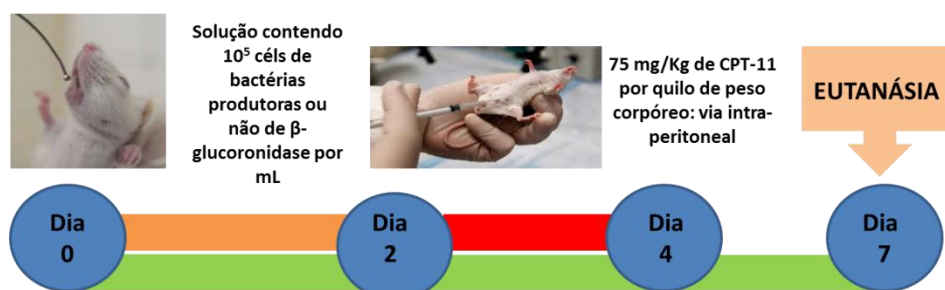 Solução contendo
10⁵ céls de
bactérias
produtoras ou
não de β-
glucoronidase por
mL
75 mg/Kg de CPT-11
por quilo de peso
corpóreo: via intra-
peritoneal
EUTANÁSIA
Dia
0
Dia
2
Dia
4
Dia
7